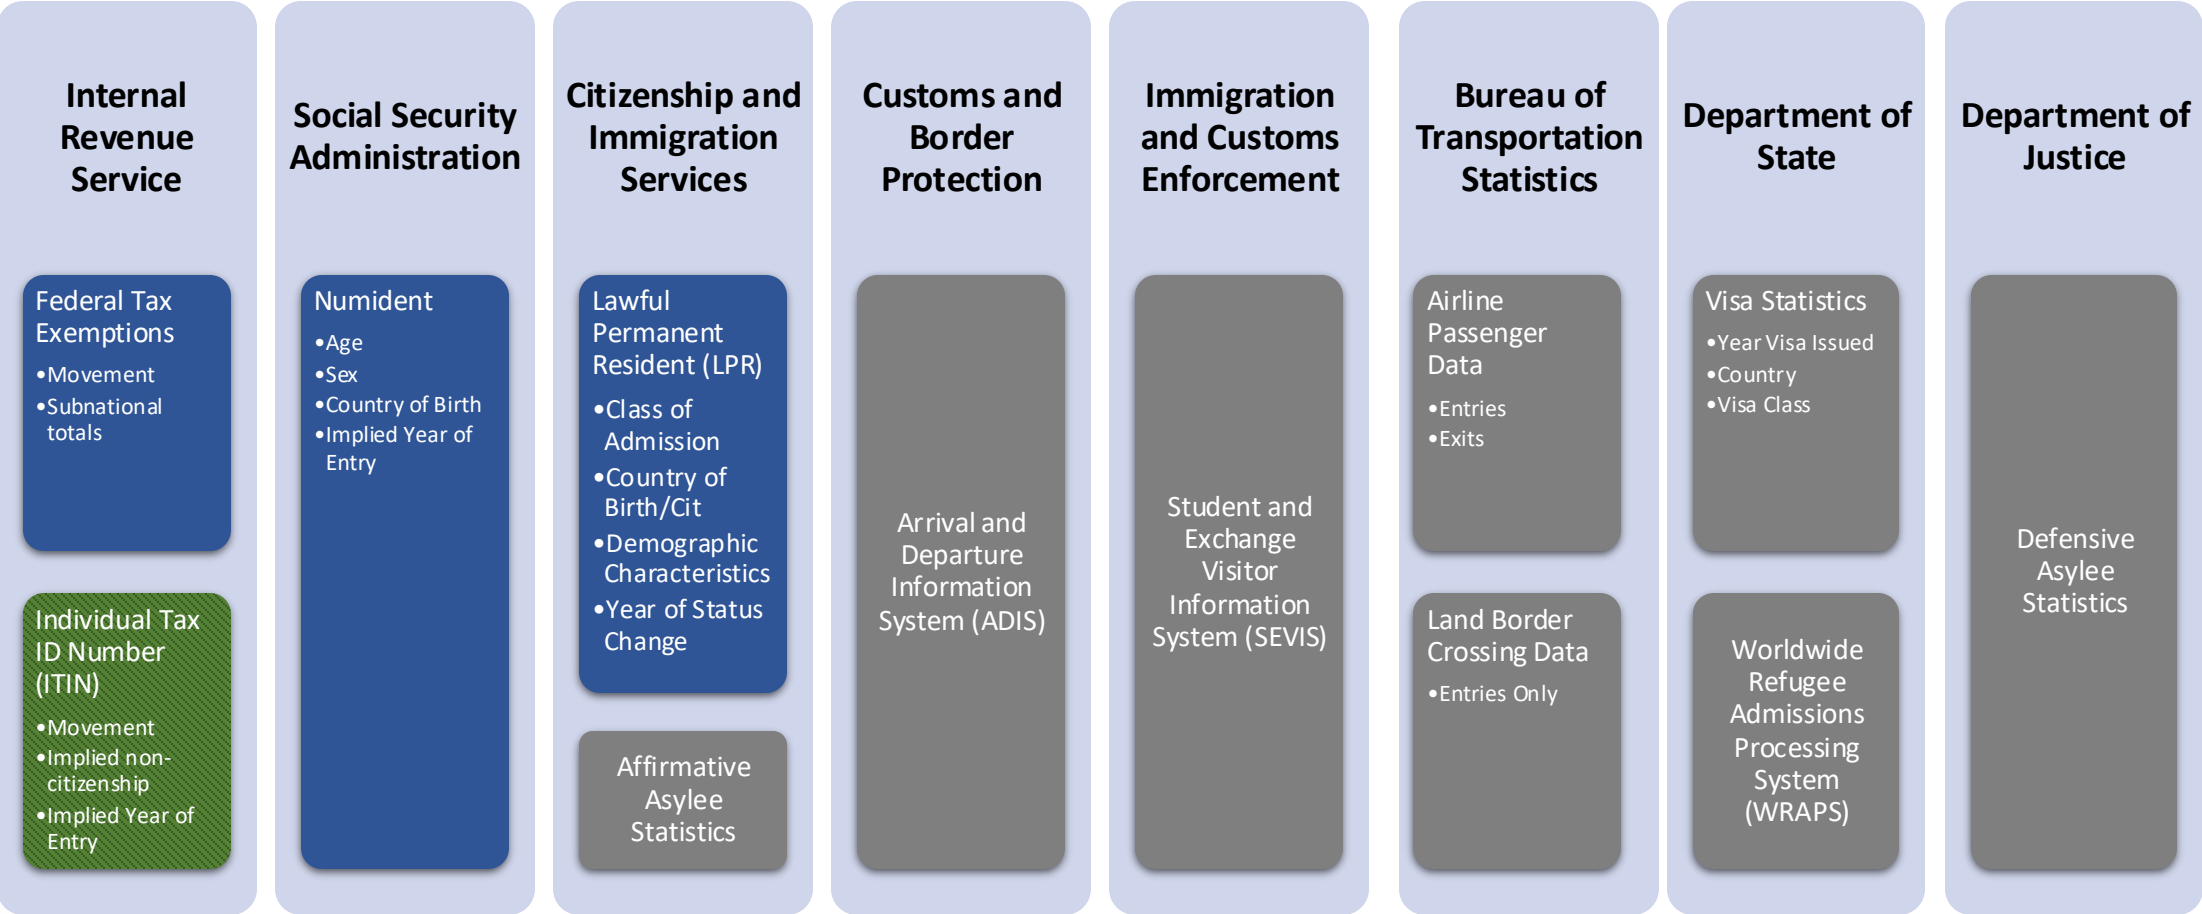 Internal
Revenue
Service
Federal Tax
Exemptions
•Movement
•Subnational
totals
Individual Tax
ID Number
(ITIN)
•Movement
•Implied non-
citizenship
•Implied Year of
Entry
Social Security
Administration
Numident
•Age
•Sex
•Country of Birth
•Implied Year of
Entry
Citizenship and
Immigration
Services
Lawful
Permanent
Resident (LPR)
•Class of
Admission
•Country of
Birth/Cit
•Demographic
Characteristics
•Year of Status
Change
Affirmative
Asylee
Statistics
Customs and
Border
Protection
Arrival and
Departure
Information
System (ADIS)
Immigration
and Customs
Enforcement
Student and
Exchange
Visitor
Information
System (SEVIS)
Bureau of
Transportation
Statistics
Airline
Passenger
Data
•Entries
•Exits
Land Border
Crossing Data
•Entries Only
Department of
State
Visa Statistics
•Year Visa Issued
•Country
•Visa Class
Worldwide
Refugee
Admissions
Processing
System
(WRAPS)
Department of
Justice
Defensive
Asylee
Statistics